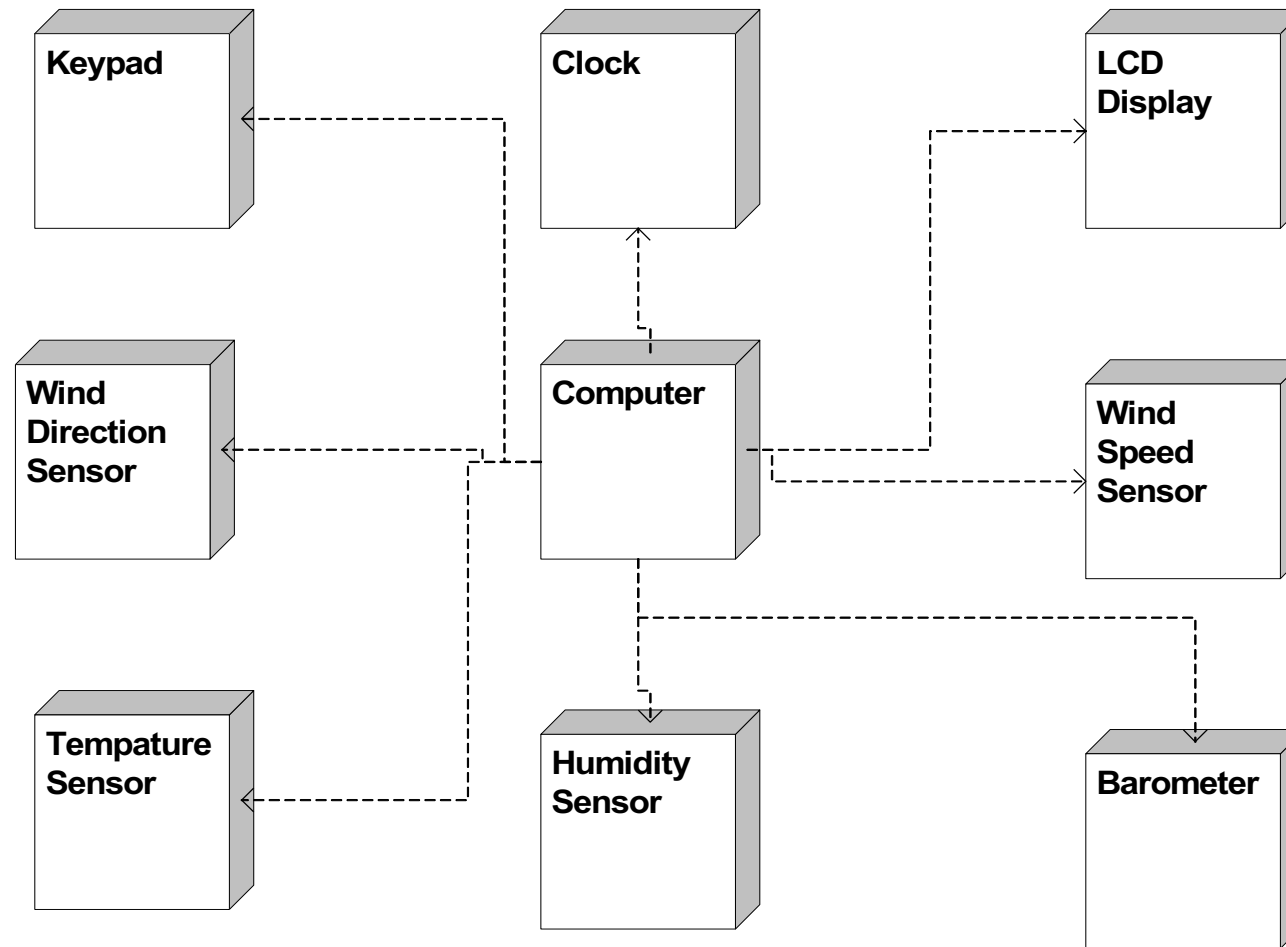 Keypad
Clock
LCD
Display
Wind
Direction
Sensor
Computer
Wind
Speed
Sensor
Tempature
Sensor
Humidity
Sensor
Barometer